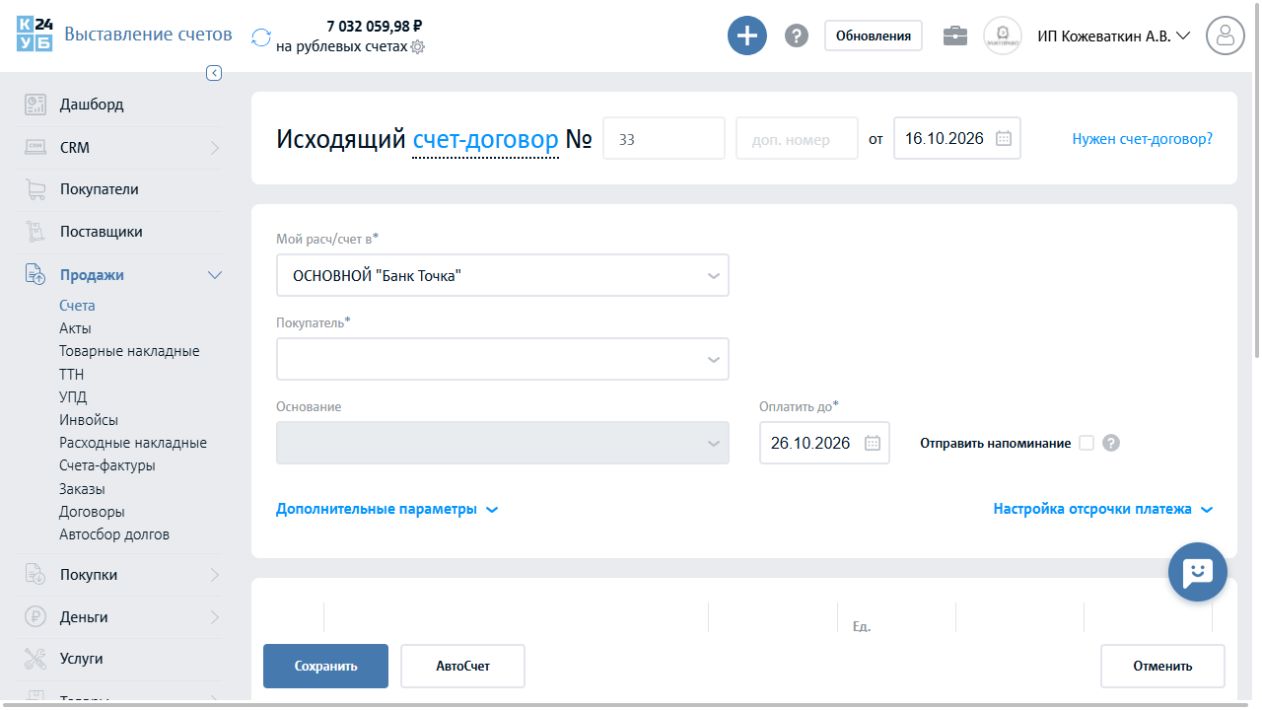 К 24
УБ
Выставление счетов
7 032 059,98 ₽
на рублевых счетах
?
Обновления
ИП Кожеваткин А.В.
Дашборд
CRM
Покупатели
Поставщики
Продажи
Счета
Акты
Товарные накладные
ТТН
УПД
Инвойсы
Расходные накладные
Счета-фактуры
Заказы
Договоры
Автосбор долгов
Покупки
Деньги
Услуги
Исходящий счет-договор № 33 доп. номер от 16.10.2026 Нужен счет-договор?
Мой расч/счет в*
ОСНОВНОЙ "Банк Точка"
Покупатель*
Основание
Оплатить до*
26.10.2026
Отправить напоминание ?
Дополнительные параметры
Настройка отсрочки платежа
Ед.
Сохранить
АвтоСчет
Отменить